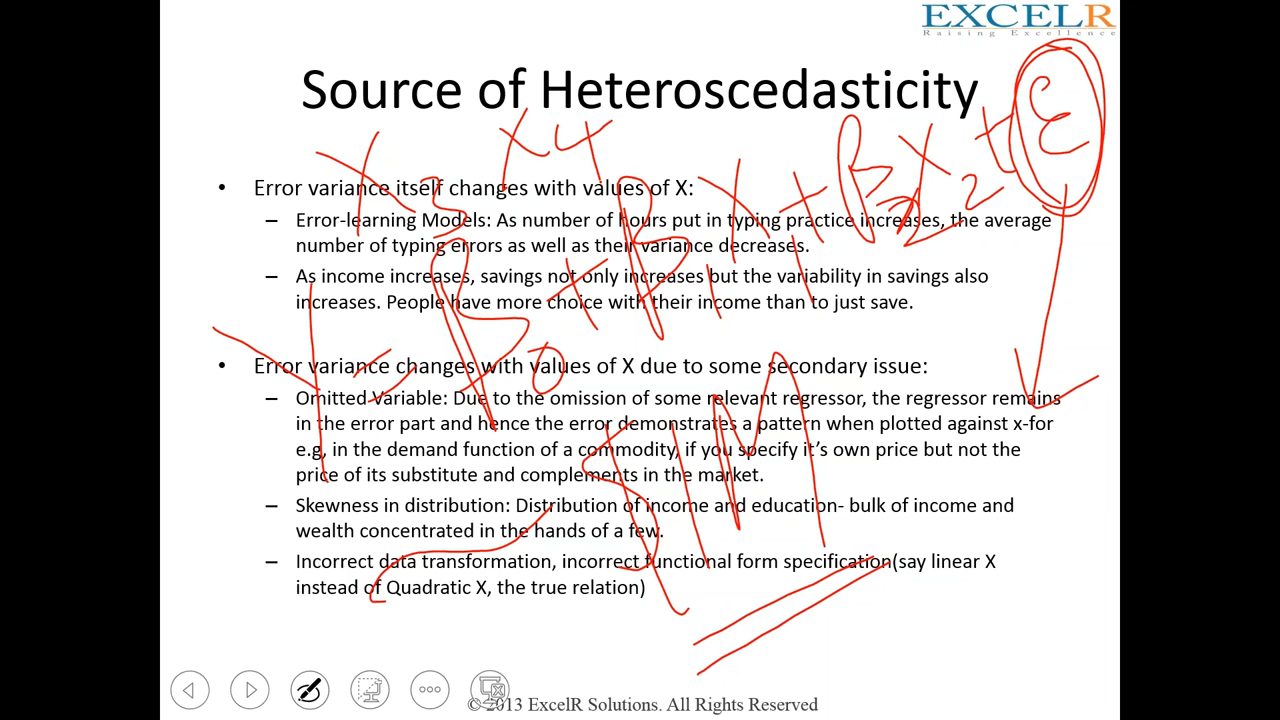 EXCELR
Raising Excellence
Source of Heteroscedasticity
X3 X4
Y = β0 + β1X1 + β2X2 + ε
• Error variance itself changes with values of X:
– Error-learning Models: As number of hours put in typing practice increases, the average
number of typing errors as well as their variance decreases.
– As income increases, savings not only increases but the variability in savings also
increases. People have more choice with their income than to just save.
• Error variance changes with values of X due to some secondary issue:
– Omitted Variable: Due to the omission of some relevant regressor, the regressor remains
in the error part and hence the error demonstrates a pattern when plotted against x-for
e.g, in the demand function of a commodity, if you specify it's own price but not the
price of its substitute and complements in the market.
– Skewness in distribution: Distribution of income and education- bulk of income and
wealth concentrated in the hands of a few.
– Incorrect data transformation, incorrect functional form specification(say linear X
instead of Quadratic X, the true relation)
© 2013 ExcelR Solutions. All Rights Reserved